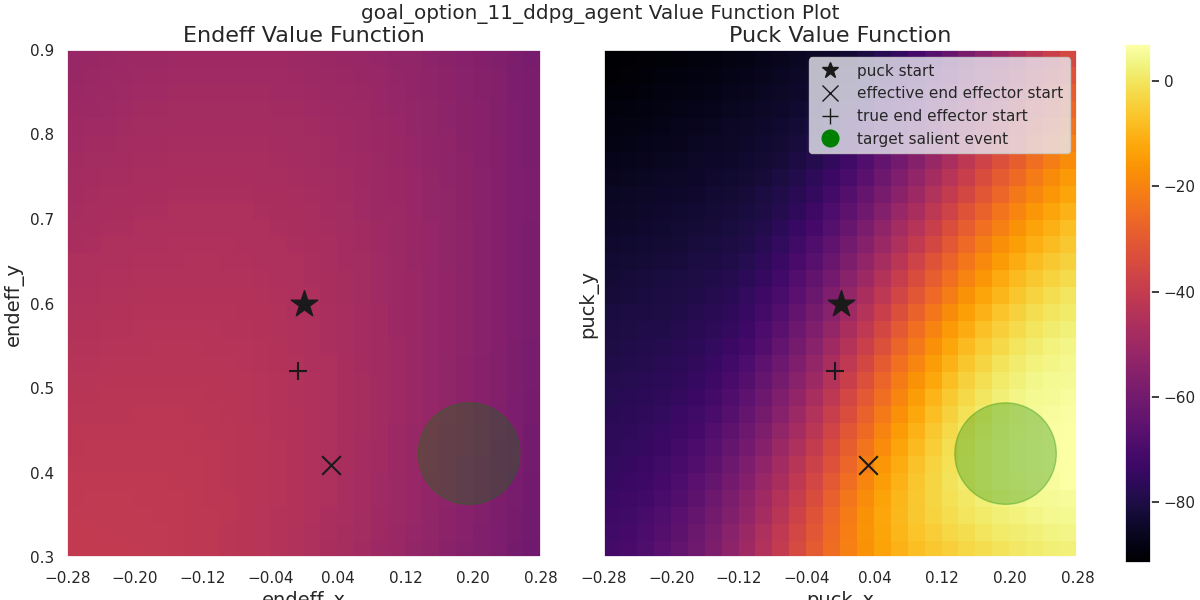 goal_option_11_ddpg_agent Value Function Plot
Endeff Value Function
Puck Value Function
0.9
0.8
0.7
0.6
0.5
0.4
0.3
endeff_y
−0.28 −0.20 −0.12 −0.04 0.04 0.12 0.20 0.28
endeff_x
puck start
effective end effector start
true end effector start
target salient event
puck_y
−0.28 −0.20 −0.12 −0.04 0.04 0.12 0.20 0.28
puck_x
0
−20
−40
−60
−80